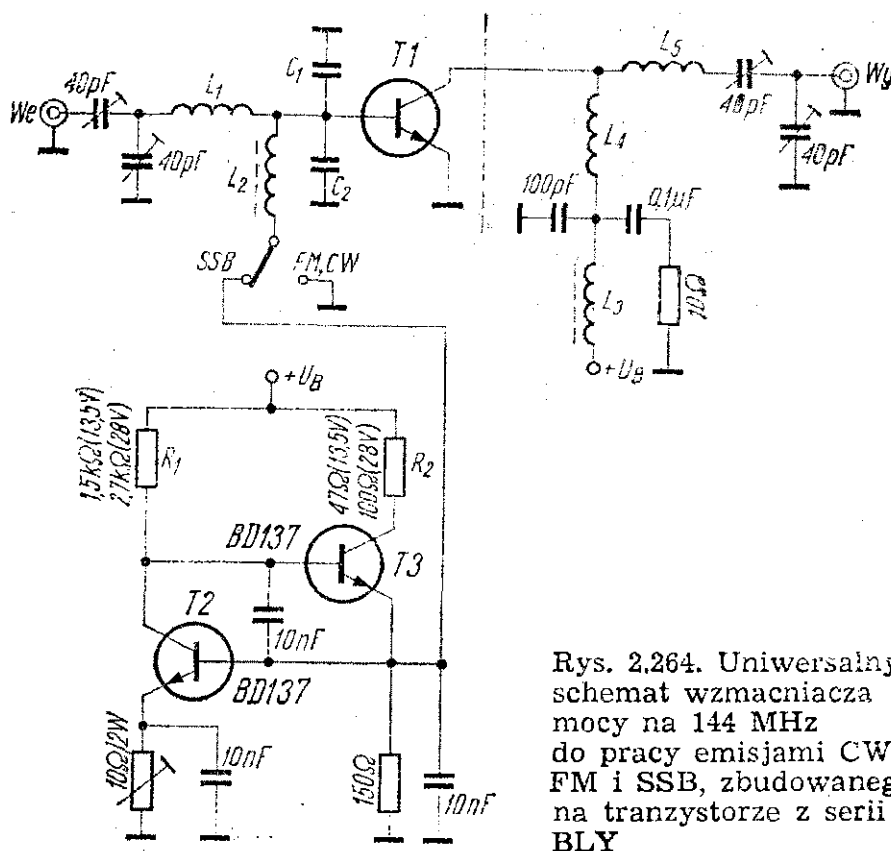 T1
L5
40pF
C1
L1
We
Wy
40pF
40pF
L4
40pF
L2
C2
100pF
0,1µF
SSB
FM, CW
L3
10Ω
+UB
+UB
1,5kΩ(13,5V)
2,7kΩ(28V)
R1
47Ω(13,5V)
100Ω(28V)
R2
BD137
T3
T2
10nF
BD137
10Ω/2W
10nF
150Ω
10nF
Rys. 2.264. Uniwersalny
schemat wzmacniacza
mocy na 144 MHz
do pracy emisjami CW
FM i SSB, zbudowaneg
na tranzystorze z serii
BLY